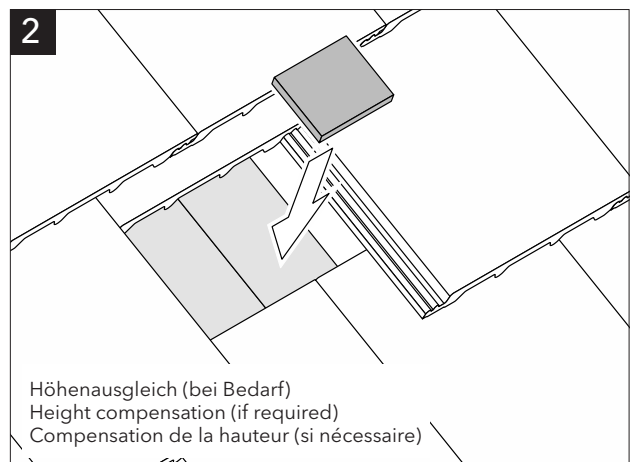 2
Höhenausgleich (bei Bedarf)
Height compensation (if required)
Compensation de la hauteur (si nécessaire)